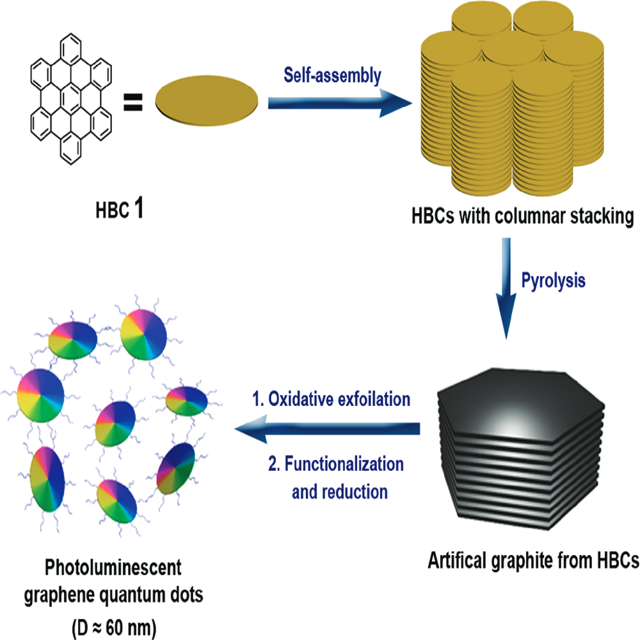 Self-assembly
=
HBC 1
HBCs with columnar stacking
Pyrolysis
1. Oxidative exfoilation
2. Functionalization
and reduction
Artifical graphite from HBCs
Photoluminescent
graphene quantum dots
(D ≈ 60 nm)